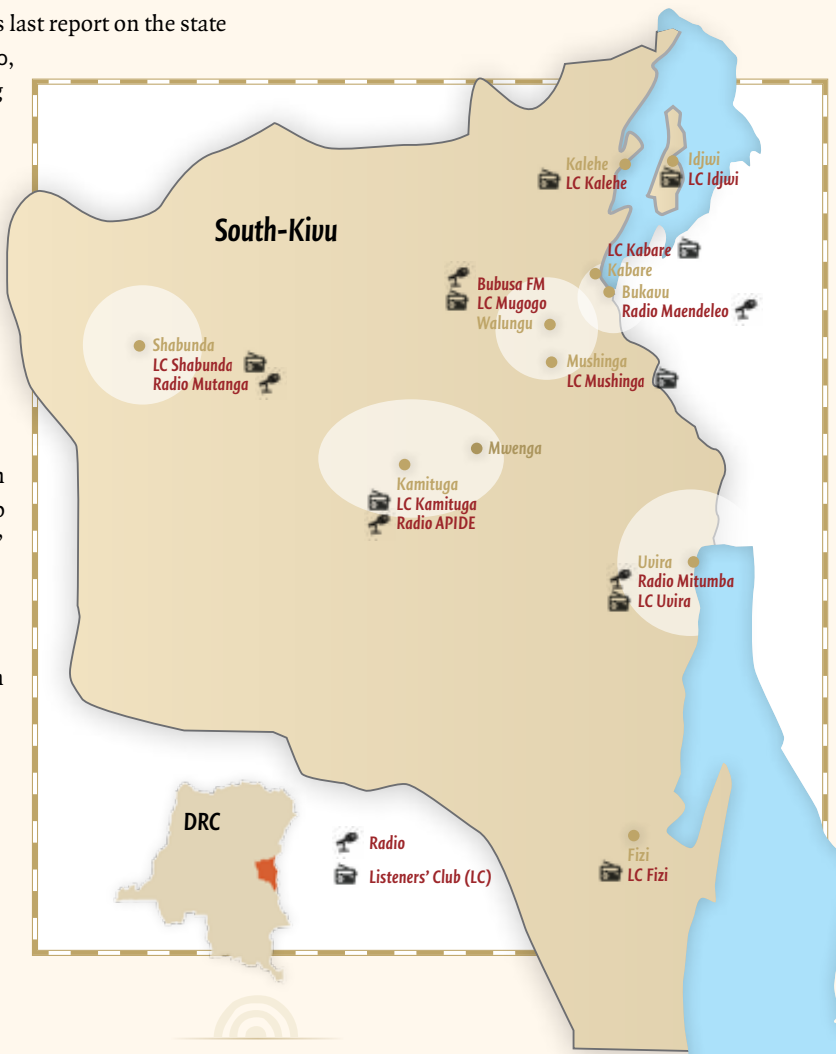 s last report on the state
o,
g
Kalehe
LC Kalehe
Idjwi
LC Idjwi
South-Kivu
LC Kabare
Kabare
Bukavu
Radio Maendeleo
Bubusa FM
LC Mugogo
Walungu
Mushinga
LC Mushinga
Shabunda
LC Shabunda
Radio Mutanga
Mwenga
Kamituga
LC Kamituga
Radio APIDE
n
o
,
Uvira
Radio Mitumba
LC Uvira
n
DRC
Radio
Listeners' Club (LC)
Fizi
LC Fizi